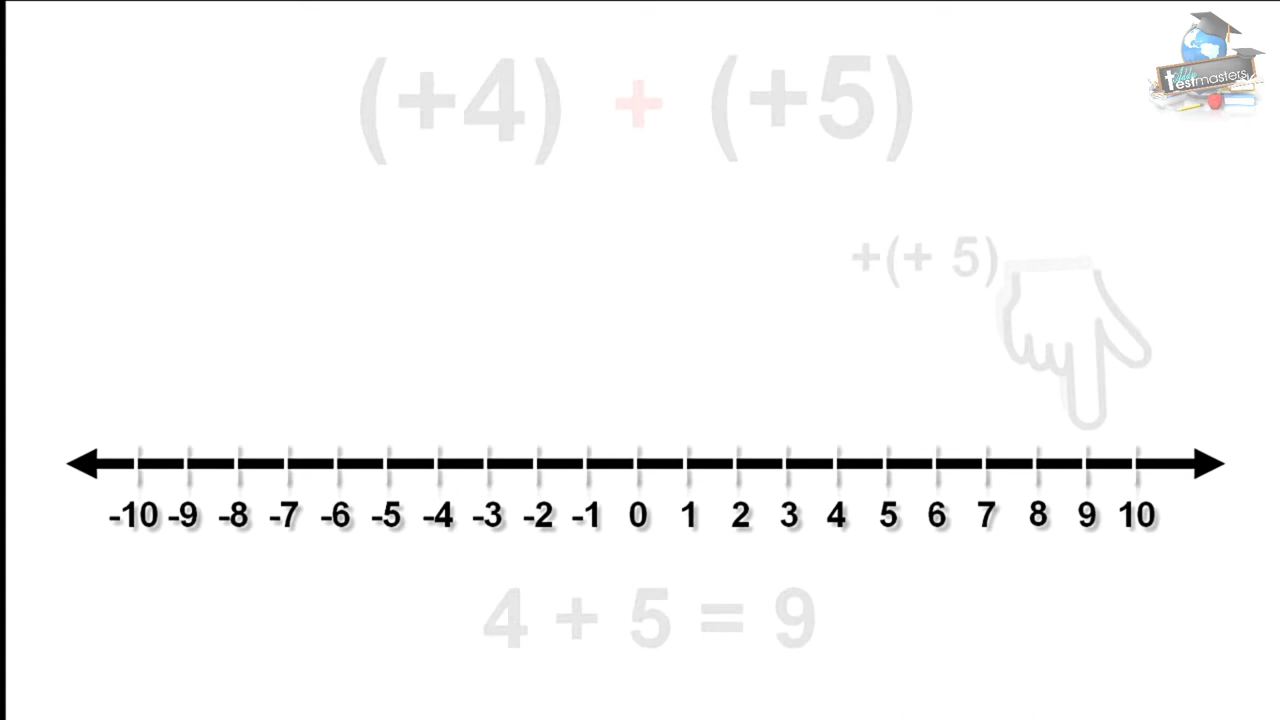 (+4) + (+5)
testmasters
+(+ 5)
-10 -9 -8 -7 -6 -5 -4 -3 -2 -1 0 1 2 3 4 5 6 7 8 9 10
4 + 5 = 9